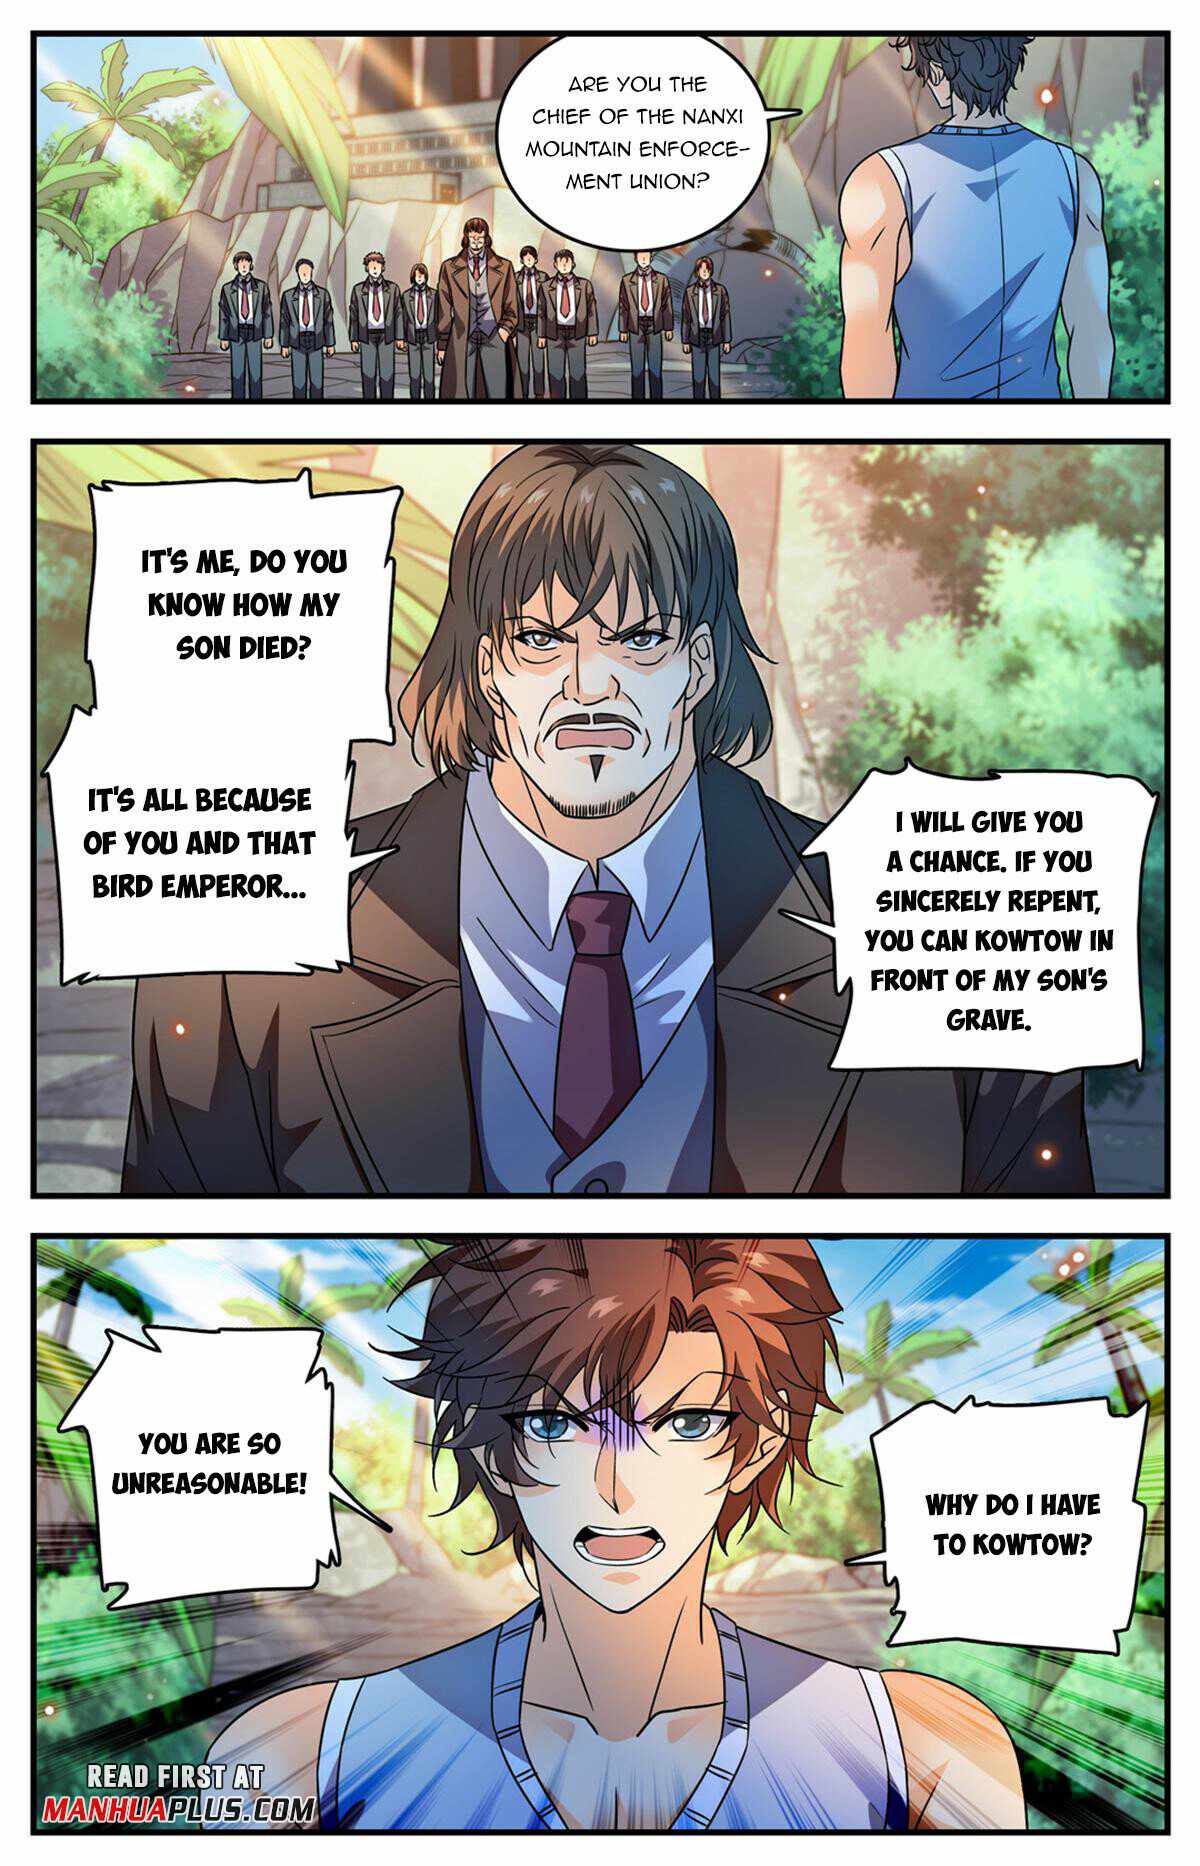 ARE YOU THE
CHIEF OF THE NANXI
MOUNTAIN ENFORCE-
MENT UNION?
IT'S ME, DO YOU
KNOW HOW MY
SON DIED?
IT'S ALL BECAUSE
OF YOU AND THAT
BIRD EMPEROR...
I WILL GIVE YOU
A CHANCE. IF YOU
SINCERELY REPENT,
YOU CAN KOWTOW IN
FRONT OF MY SON'S
GRAVE.
YOU ARE SO
UNREASONABLE!
WHY DO I HAVE
TO KOWTOW?
READ FIRST AT
MANHUAPLUS.COM